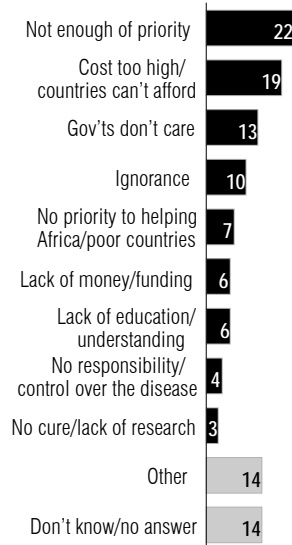 Not enough of priority 22
Cost too high/
countries can't afford 19
Gov'ts don't care 13
Ignorance 10
No priority to helping
Africa/poor countries 7
Lack of money/funding 6
Lack of education/
understanding 6
No responsibility/
control over the disease 4
No cure/lack of research 3
Other 14
Don't know/no answer 14